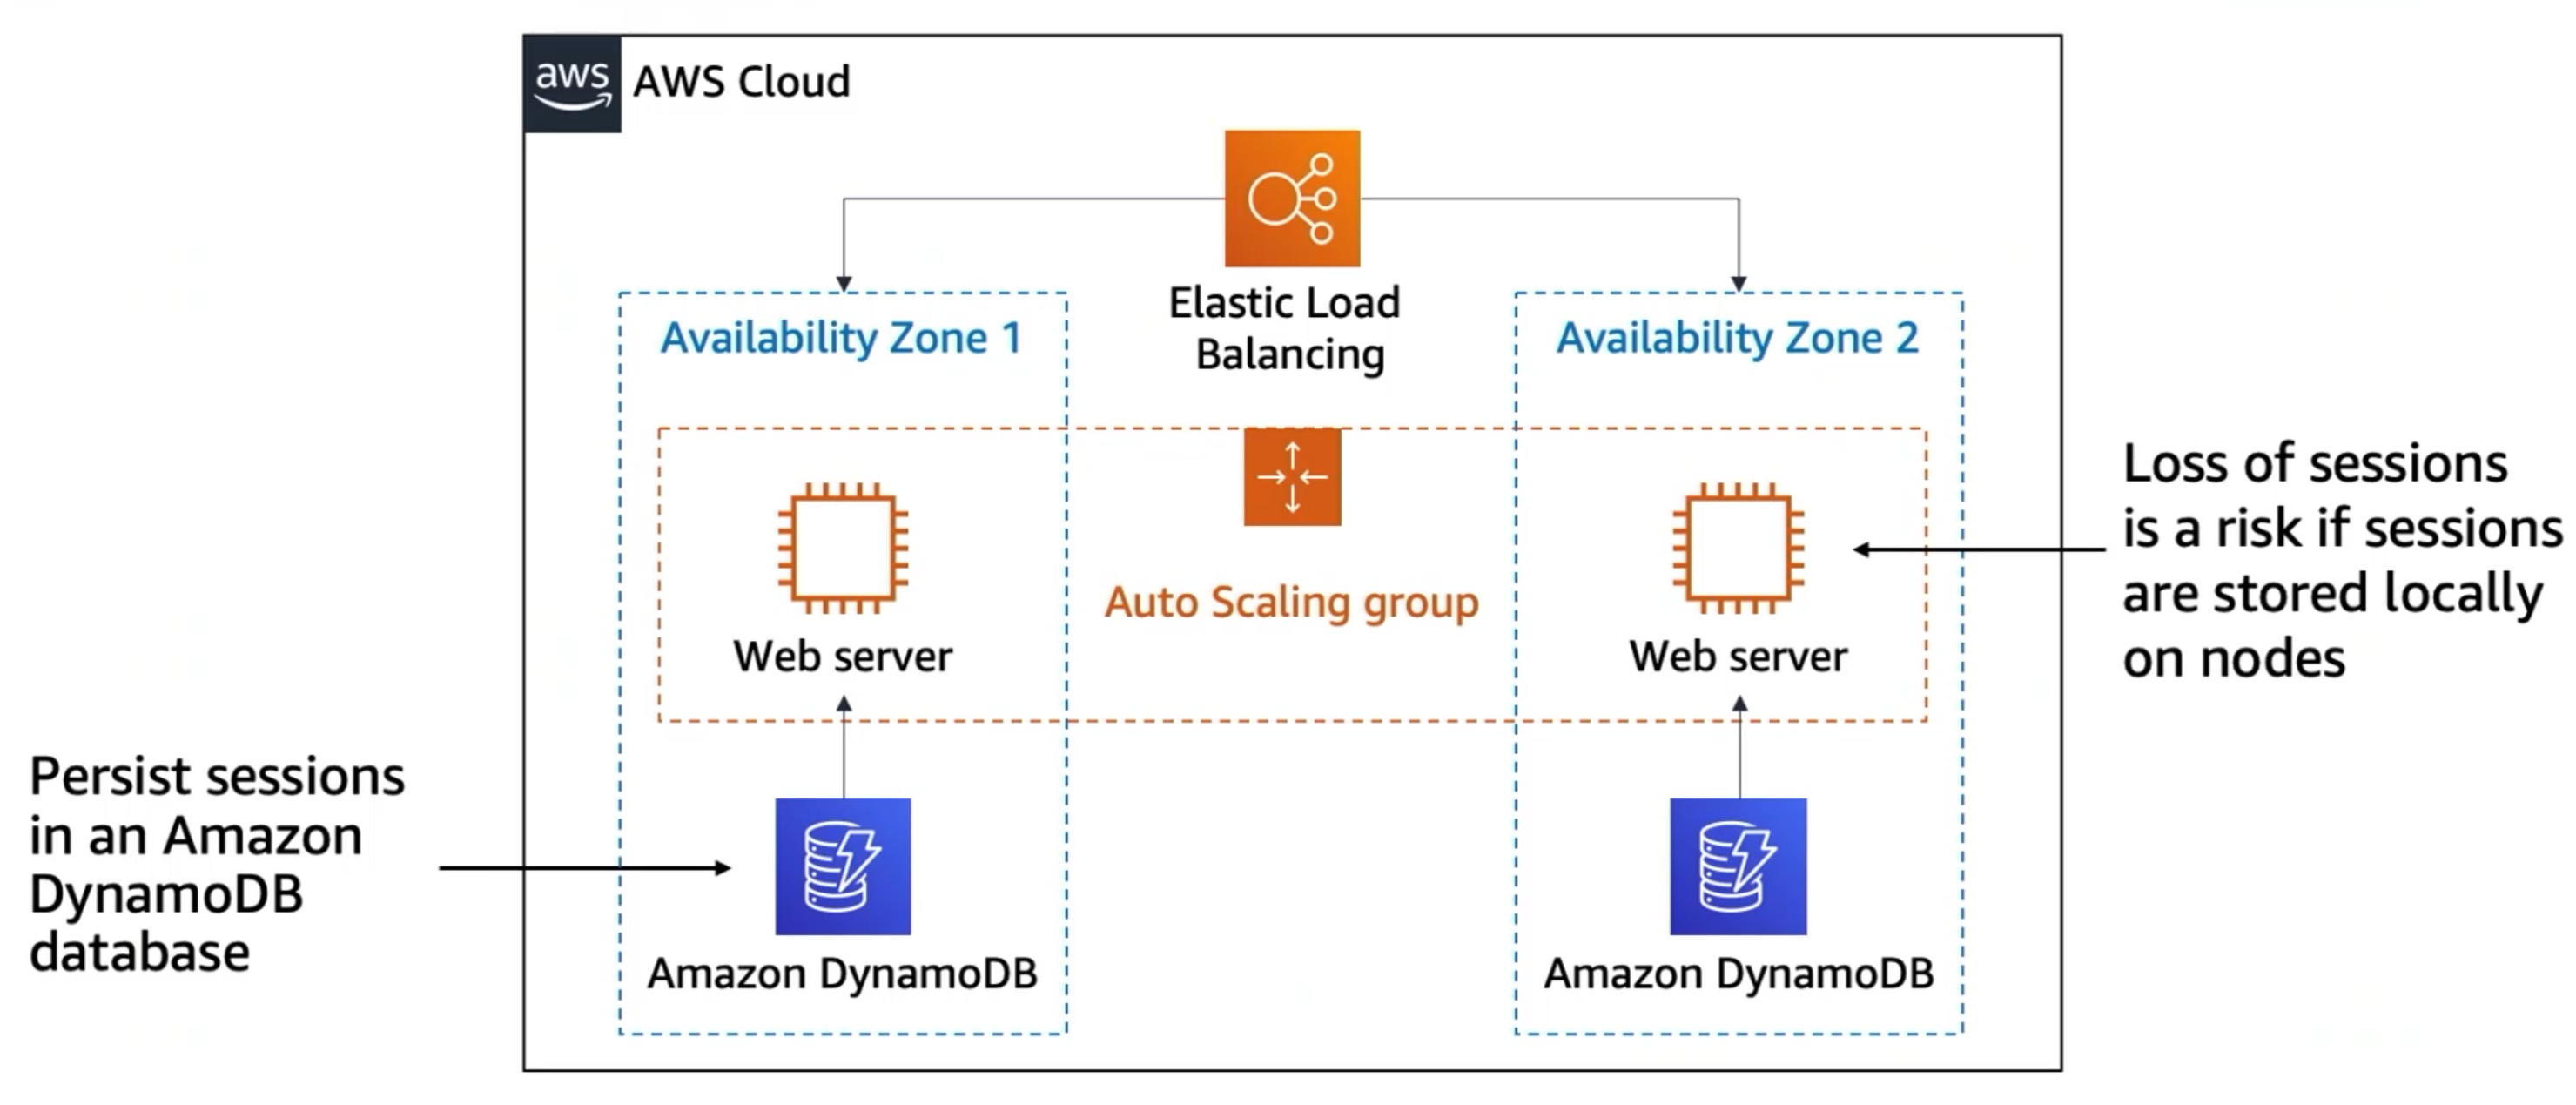 aws
AWS Cloud
Elastic Load
Balancing
Availability Zone 1
Availability Zone 2
Auto Scaling group
Web server
Web server
Loss of sessions
is a risk if sessions
are stored locally
on nodes
Persist sessions
in an Amazon
DynamoDB
database
Amazon DynamoDB
Amazon DynamoDB